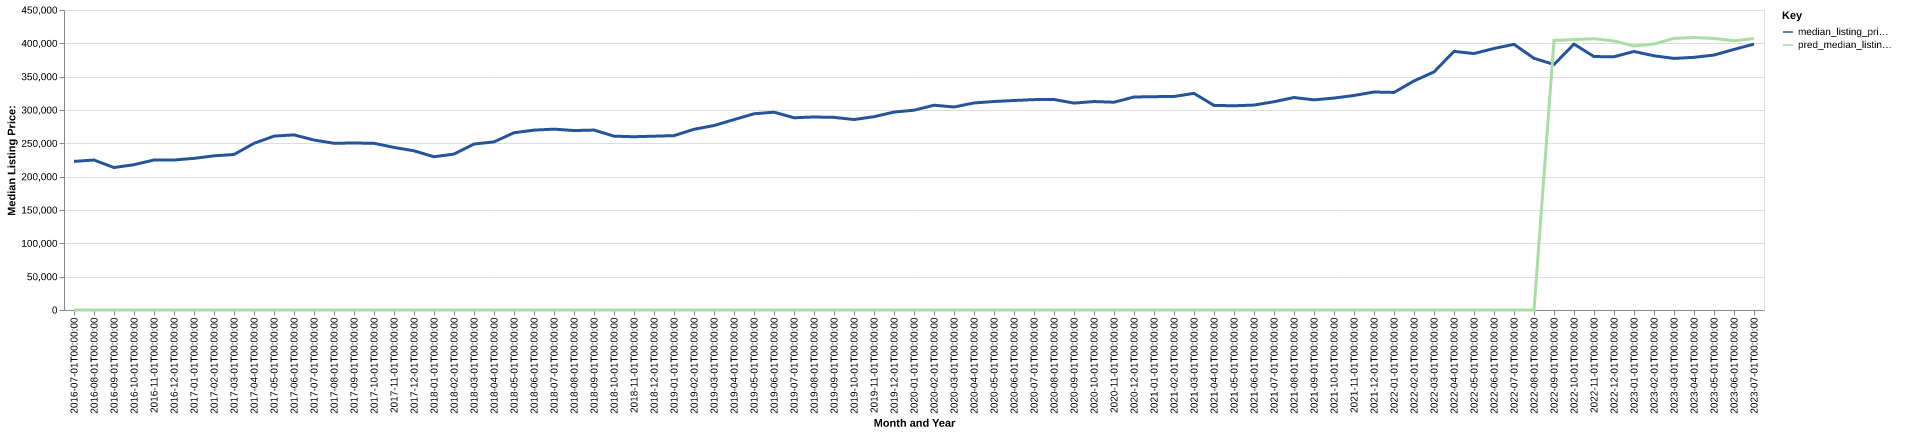 450,000
400,000
350,000
300,000
250,000
200,000
150,000
100,000
50,000
0
Median Listing Price:
2016-07-01T00:00:00
2016-08-01T00:00:00
2016-09-01T00:00:00
2016-10-01T00:00:00
2016-11-01T00:00:00
2016-12-01T00:00:00
2017-01-01T00:00:00
2017-02-01T00:00:00
2017-03-01T00:00:00
2017-04-01T00:00:00
2017-05-01T00:00:00
2017-06-01T00:00:00
2017-07-01T00:00:00
2017-08-01T00:00:00
2017-09-01T00:00:00
2017-10-01T00:00:00
2017-11-01T00:00:00
2017-12-01T00:00:00
2018-01-01T00:00:00
2018-02-01T00:00:00
2018-03-01T00:00:00
2018-04-01T00:00:00
2018-05-01T00:00:00
2018-06-01T00:00:00
2018-07-01T00:00:00
2018-08-01T00:00:00
2018-09-01T00:00:00
2018-10-01T00:00:00
2018-11-01T00:00:00
2018-12-01T00:00:00
2019-01-01T00:00:00
2019-02-01T00:00:00
2019-03-01T00:00:00
2019-04-01T00:00:00
2019-05-01T00:00:00
2019-06-01T00:00:00
2019-07-01T00:00:00
2019-08-01T00:00:00
2019-09-01T00:00:00
2019-10-01T00:00:00
2019-11-01T00:00:00
2019-12-01T00:00:00
2020-01-01T00:00:00
2020-02-01T00:00:00
2020-03-01T00:00:00
2020-04-01T00:00:00
2020-05-01T00:00:00
2020-06-01T00:00:00
2020-07-01T00:00:00
2020-08-01T00:00:00
2020-09-01T00:00:00
2020-10-01T00:00:00
2020-11-01T00:00:00
2020-12-01T00:00:00
2021-01-01T00:00:00
2021-02-01T00:00:00
2021-03-01T00:00:00
2021-04-01T00:00:00
2021-05-01T00:00:00
2021-06-01T00:00:00
2021-07-01T00:00:00
2021-08-01T00:00:00
2021-09-01T00:00:00
2021-10-01T00:00:00
2021-11-01T00:00:00
2021-12-01T00:00:00
2022-01-01T00:00:00
2022-02-01T00:00:00
2022-03-01T00:00:00
2022-04-01T00:00:00
2022-05-01T00:00:00
2022-06-01T00:00:00
2022-07-01T00:00:00
2022-08-01T00:00:00
2022-09-01T00:00:00
2022-10-01T00:00:00
2022-11-01T00:00:00
2022-12-01T00:00:00
2023-01-01T00:00:00
2023-02-01T00:00:00
2023-03-01T00:00:00
2023-04-01T00:00:00
2023-05-01T00:00:00
2023-06-01T00:00:00
2023-07-01T00:00:00
Month and Year
Key
median_listing_pri…
pred_median_listin…